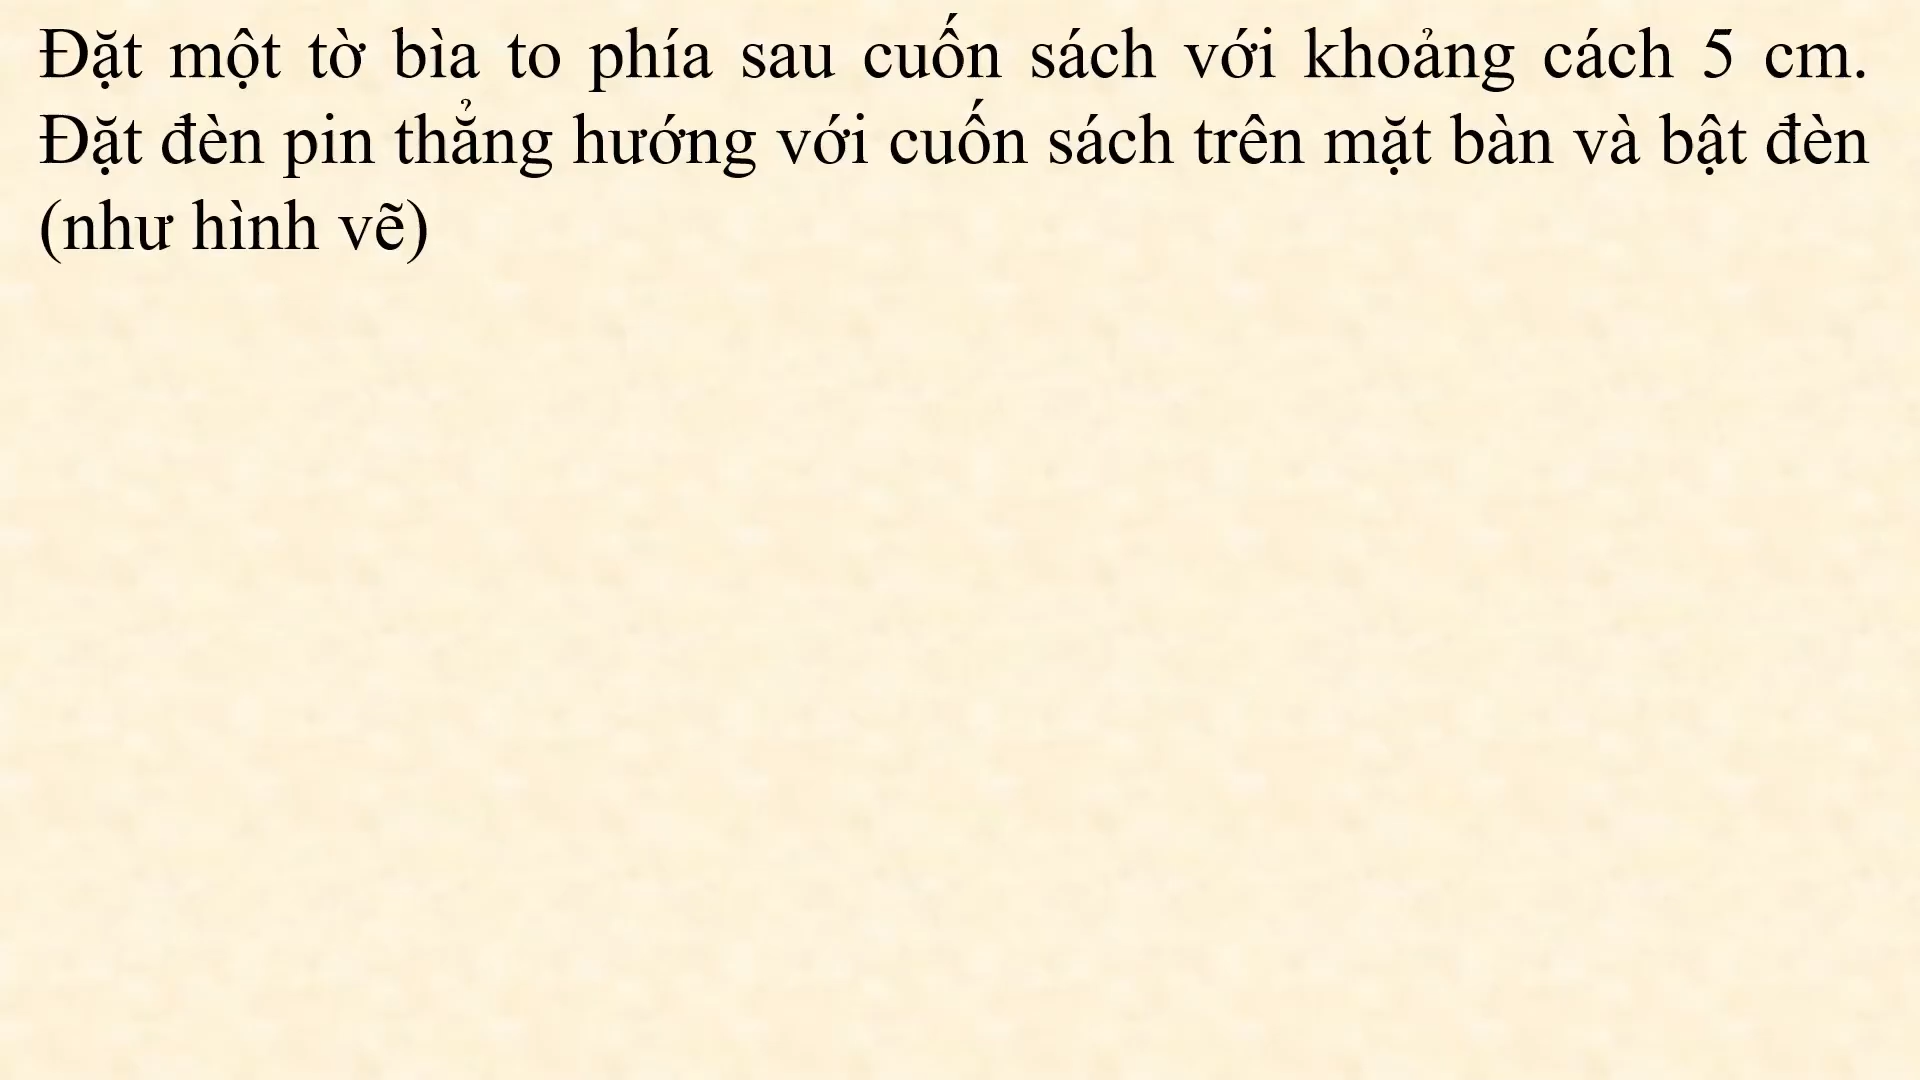 Đặt một tờ bìa to phía sau cuốn sách với khoảng cách 5 cm.
Đặt đèn pin thẳng hướng với cuốn sách trên mặt bàn và bật đèn
(như hình vẽ)